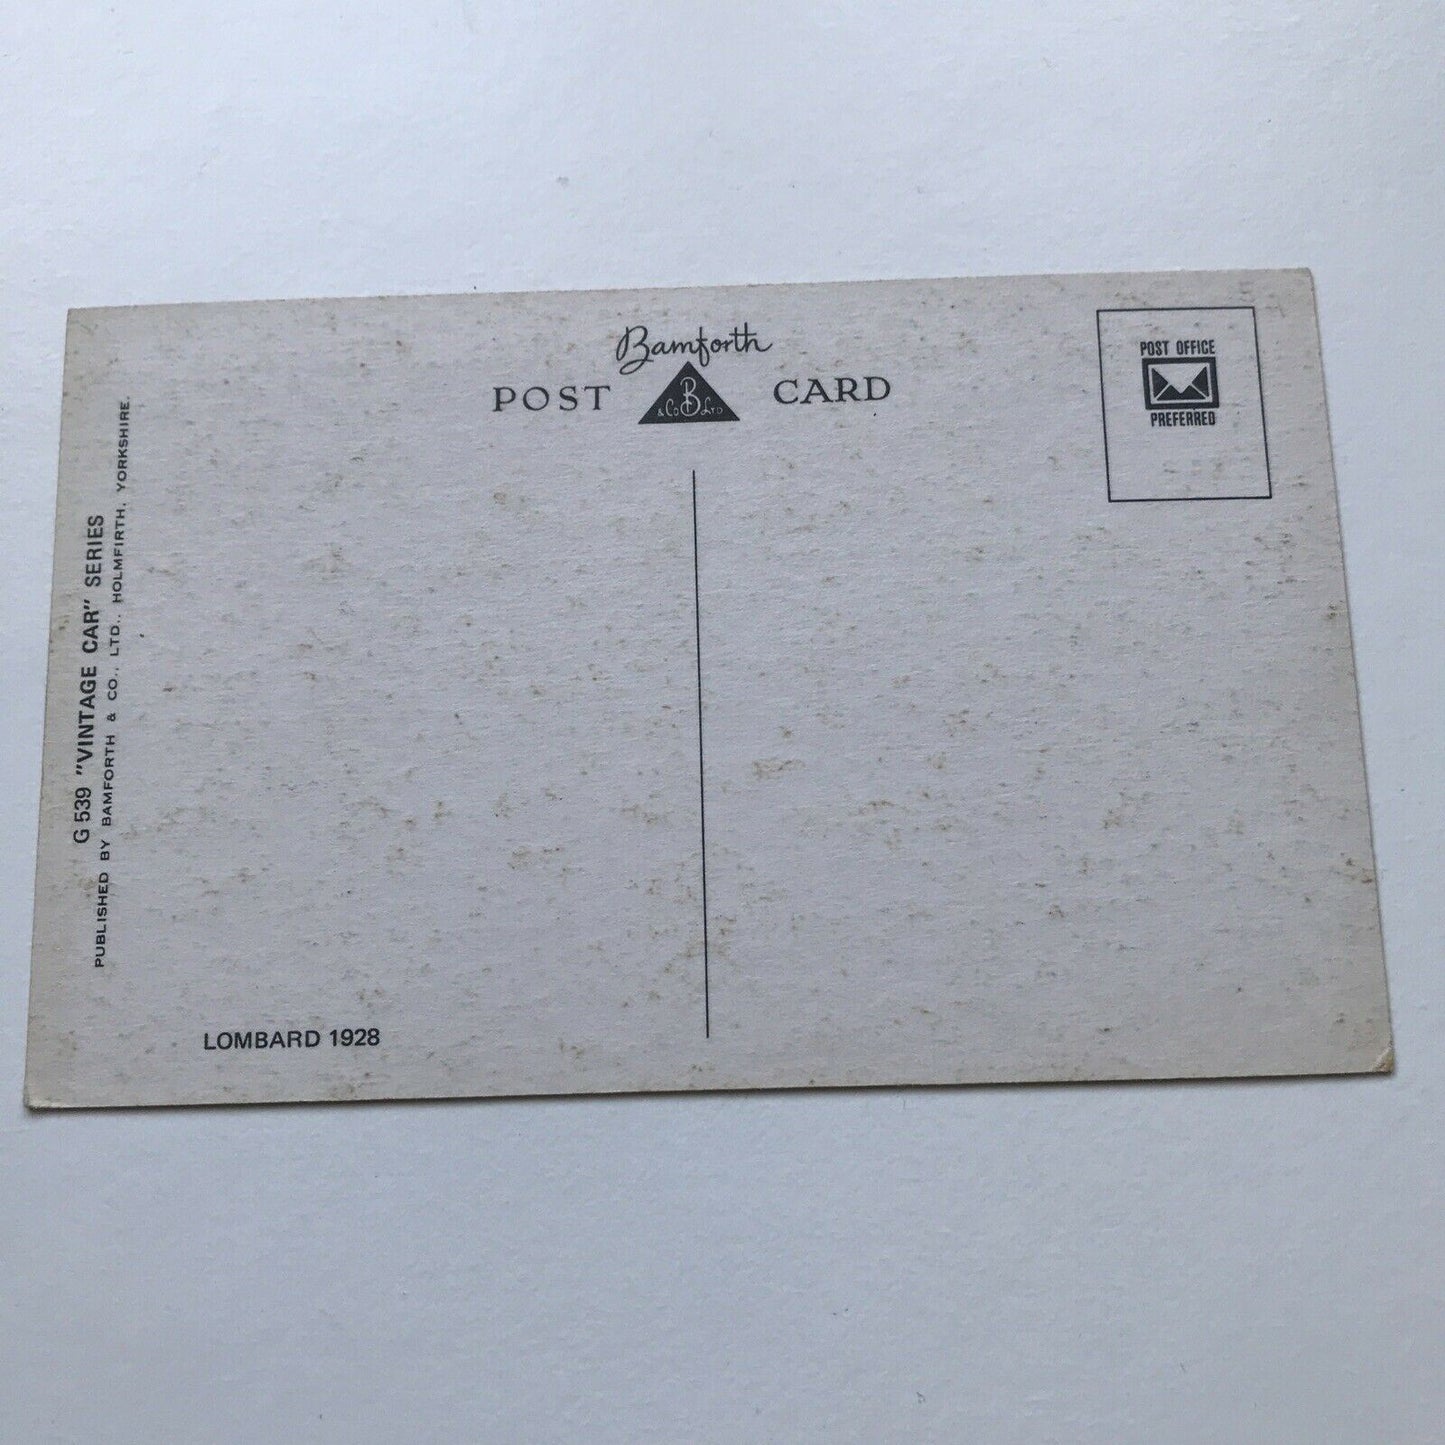 Bamforth
POST CARD
& Co B LTD
POST OFFICE
PREFERRED
G 539 "VINTAGE CAR" SERIES
PUBLISHED BY BAMFORTH & CO., LTD., HOLMFIRTH, YORKSHIRE.
LOMBARD 1928